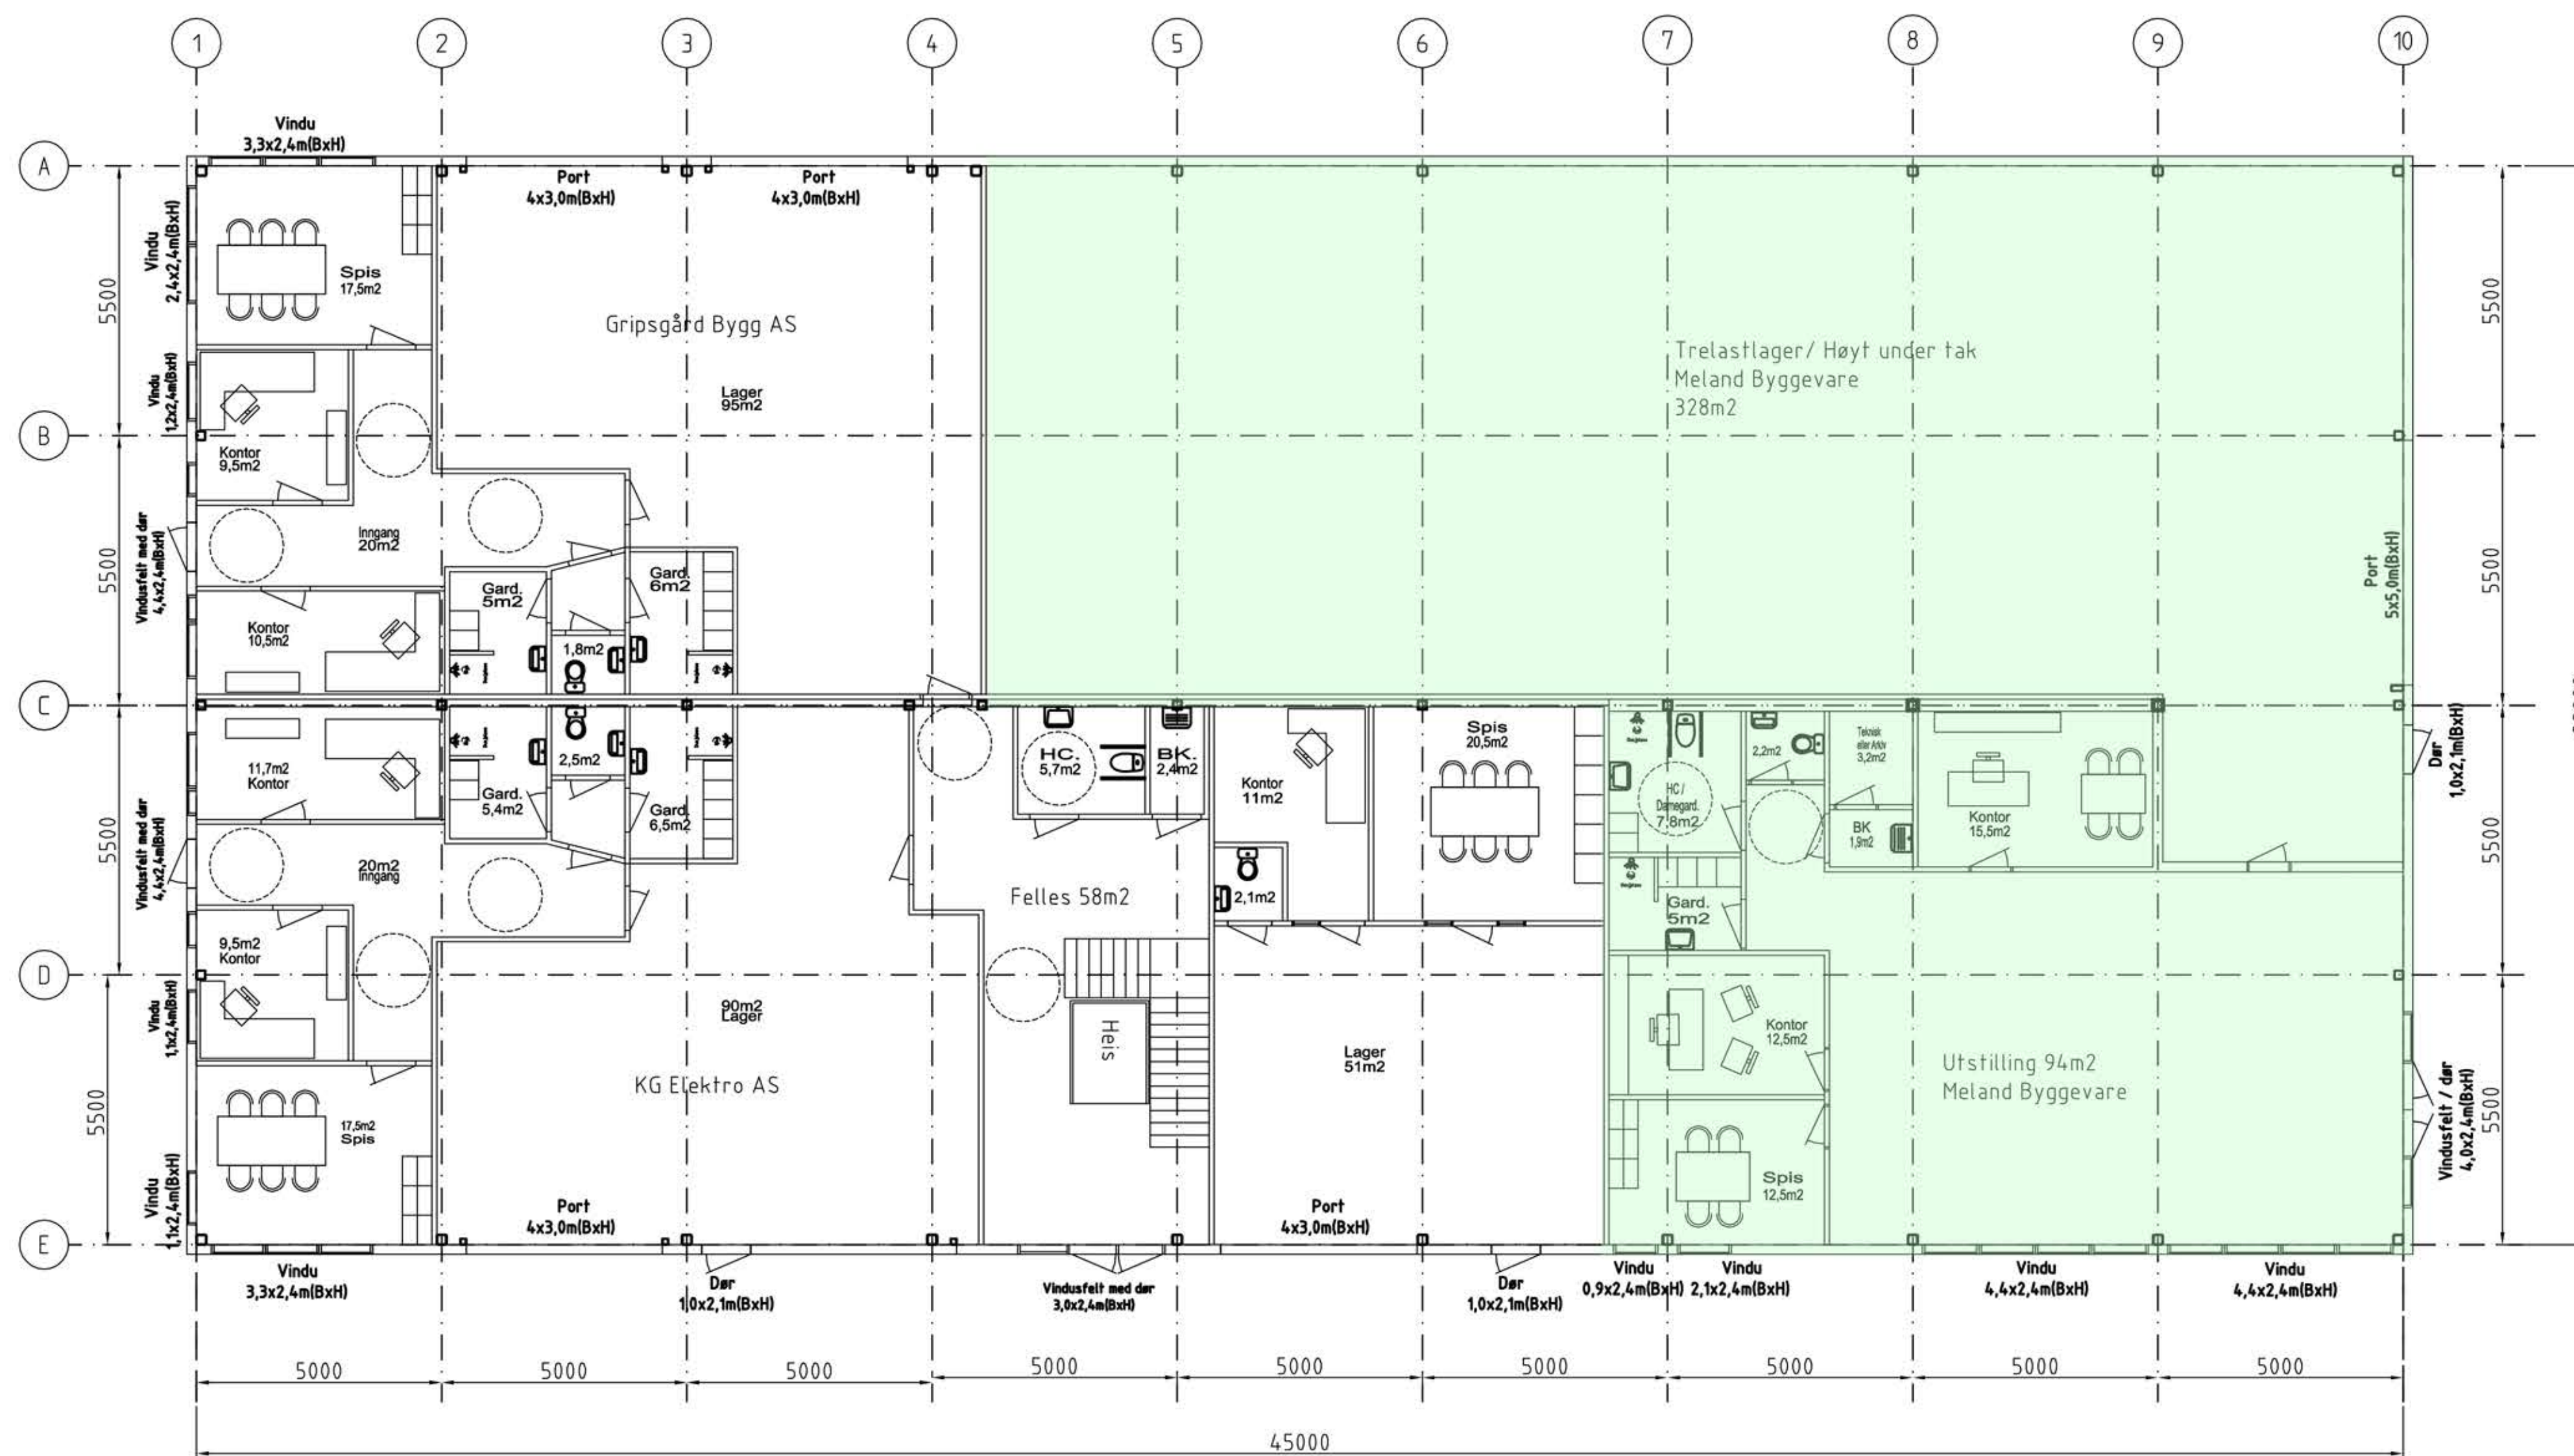 1 2 3 4 5 6 7 8 9 10
A
B
C
D
E
Vindu
3,3x2,4m(BxH)
Vindu
2,4x2,4m(BxH)
Vindu
1,2x2,4m(BxH)
Vindusfelt med dør
4,4x2,4m(BxH)
Vindusfelt med dør
4,4x2,4m(BxH)
Vindu
1,1x2,4m(BxH)
Vindu
1,1x2,4m(BxH)
5500
5500
5500
5500
Port
4x3,0m(BxH)
Port
4x3,0m(BxH)
Spis
17,5m2
Gripsgård Bygg AS
Lager
95m2
Kontor
9,5m2
Inngang
20m2
Gard.
5m2
Gard.
6m2
1,8m2
Kontor
10,5m2
Trelastlager/ Høyt under tak
Meland Byggevare
328m2
Port
5x5,0m(BxH)
11,7m2
Kontor
2,5m2
Gard.
5,4m2
Gard.
6,5m2
20m2
Inngang
9,5m2
Kontor
90m2
Lager
KG Elektro AS
17,5m2
Spis
Port
4x3,0m(BxH)
HC.
5,7m2
BK.
2,4m2
Felles 58m2
Heis
Kontor
11m2
2,1m2
Spis
20,5m2
Lager
51m2
Port
4x3,0m(BxH)
HC /
Damegard.
7,8m2
2,2m2
Teknisk
eller Arkiv
3,2m2
BK
1,9m2
Kontor
15,5m2
Gard.
5m2
Kontor
12,5m2
Spis
12,5m2
Utstilling 94m2
Meland Byggevare
Dør
1,0x2,1m(BxH)
Vindusfelt / dør
4,0x2,4m(BxH)
5500
5500
5500
5500
Vindu
3,3x2,4m(BxH)
Dør
1,0x2,1m(BxH)
Vindusfelt med dør
3,0x2,4m(BxH)
Dør
1,0x2,1m(BxH)
Vindu
0,9x2,4m(BxH)
Vindu
2,1x2,4m(BxH)
Vindu
4,4x2,4m(BxH)
Vindu
4,4x2,4m(BxH)
5000 5000 5000 5000 5000 5000 5000 5000 5000
45000